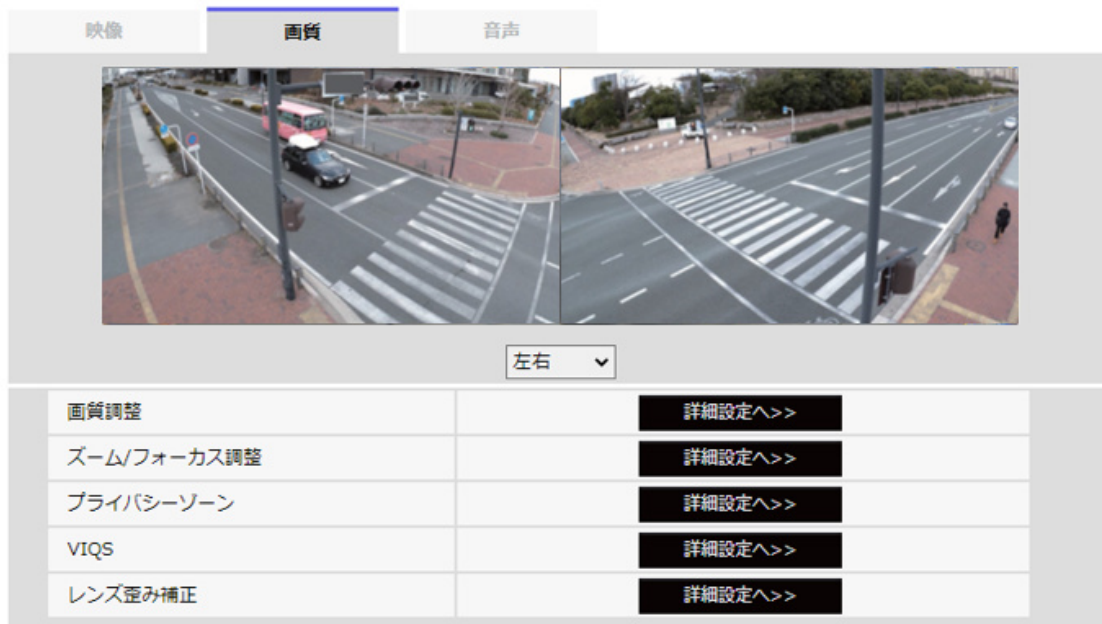 映像
画質
音声
左右
画質調整 詳細設定へ>>
ズーム/フォーカス調整 詳細設定へ>>
プライバシーゾーン 詳細設定へ>>
VIQS 詳細設定へ>>
レンズ歪み補正 詳細設定へ>>